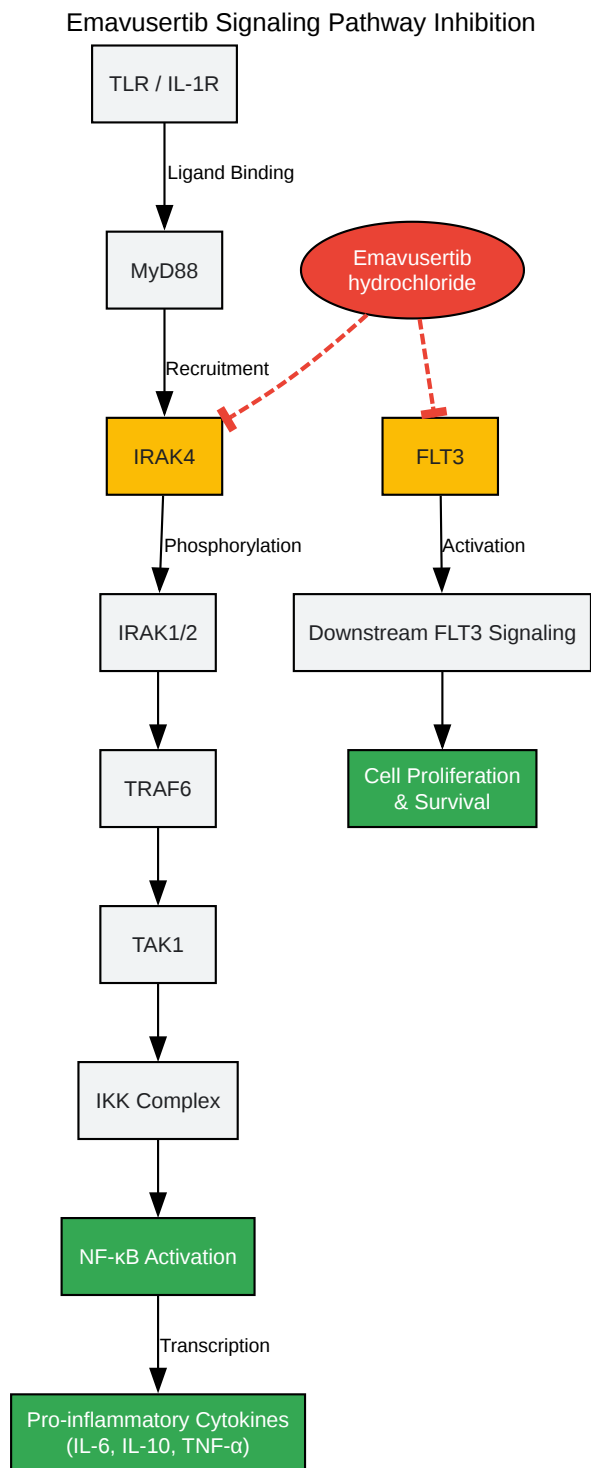 Emavusertib Signaling Pathway Inhibition
TLR / IL-1R
Ligand Binding
MyD88
Emavusertib
hydrochloride
Recruitment
IRAK4
FLT3
Phosphorylation
Activation
IRAK1/2
Downstream FLT3 Signaling
TRAF6
Cell Proliferation
& Survival
TAK1
IKK Complex
NF-κB Activation
Transcription
Pro-inflammatory Cytokines
(IL-6, IL-10, TNF-α)